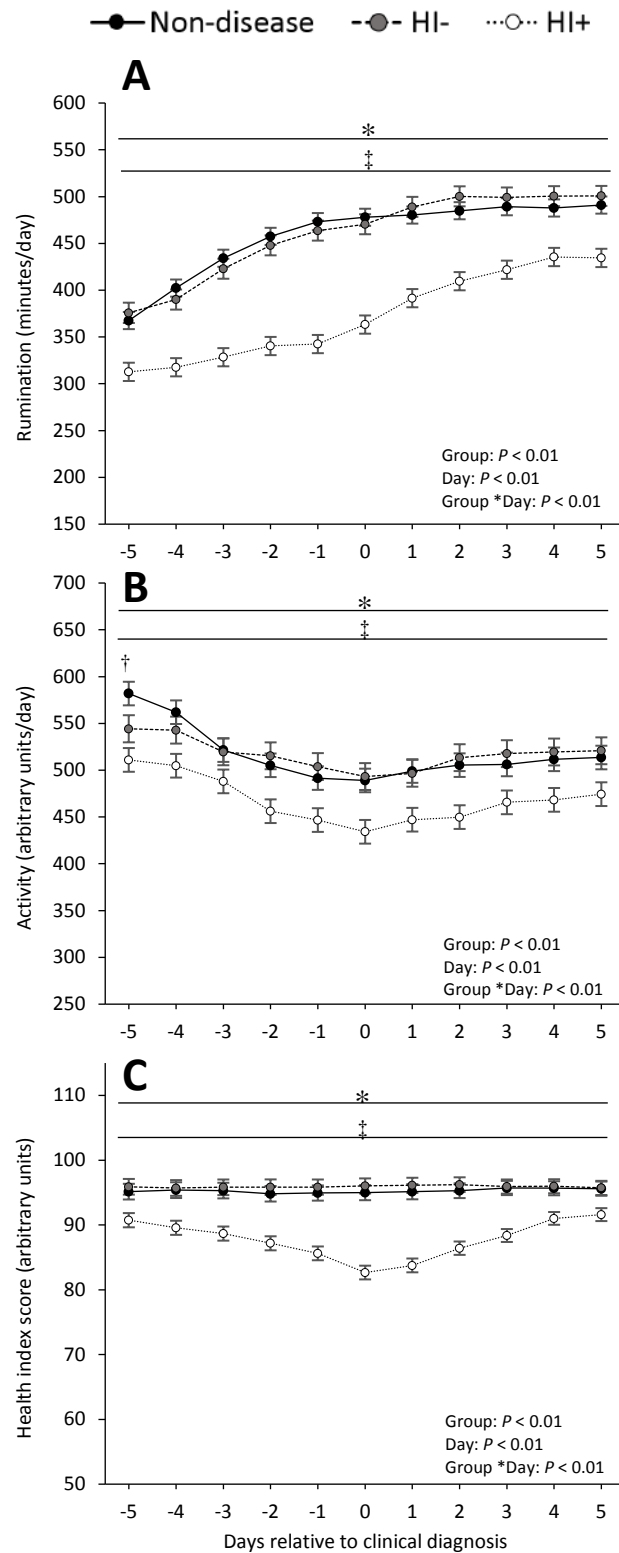 Non-disease HI- HI+
A
600
550
500
450
400
350
300
250
200
150
Rumination (minutes/day)
*
‡
Group: P < 0.01
Day: P < 0.01
Group *Day: P < 0.01
-5 -4 -3 -2 -1 0 1 2 3 4 5
B
700
650
600
550
500
450
400
350
300
250
Activity (arbitrary units/day)
*
‡
†
Group: P < 0.01
Day: P < 0.01
Group *Day: P < 0.01
-5 -4 -3 -2 -1 0 1 2 3 4 5
C
110
100
90
80
70
60
50
Health index score (arbitrary units)
*
‡
Group: P < 0.01
Day: P < 0.01
Group *Day: P < 0.01
-5 -4 -3 -2 -1 0 1 2 3 4 5
Days relative to clinical diagnosis